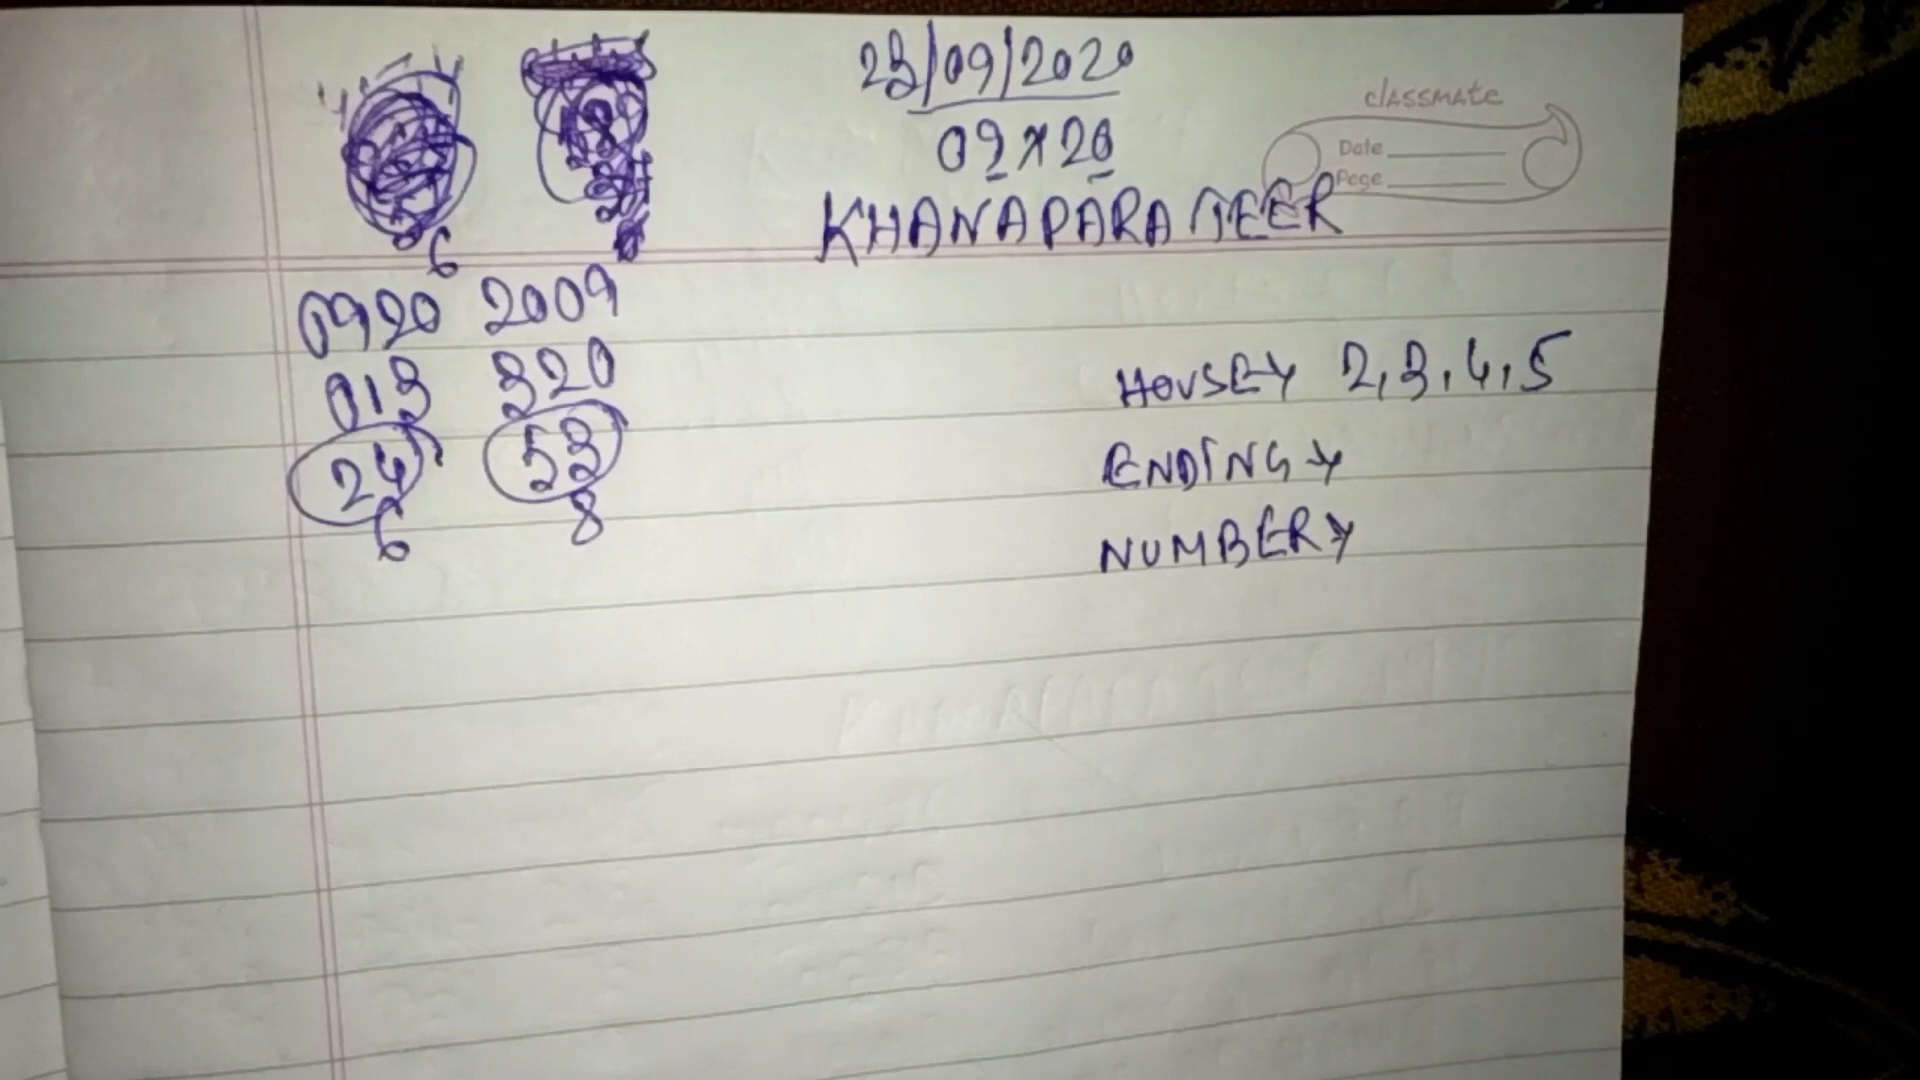 23/09/2020
classmate
09 x 20
Date
Page
KHANAPARA TEER
6
0920 2009
013 320
24 53
6 8
HOUSE→ 2,3,4,5
ENDING→
NUMBER→